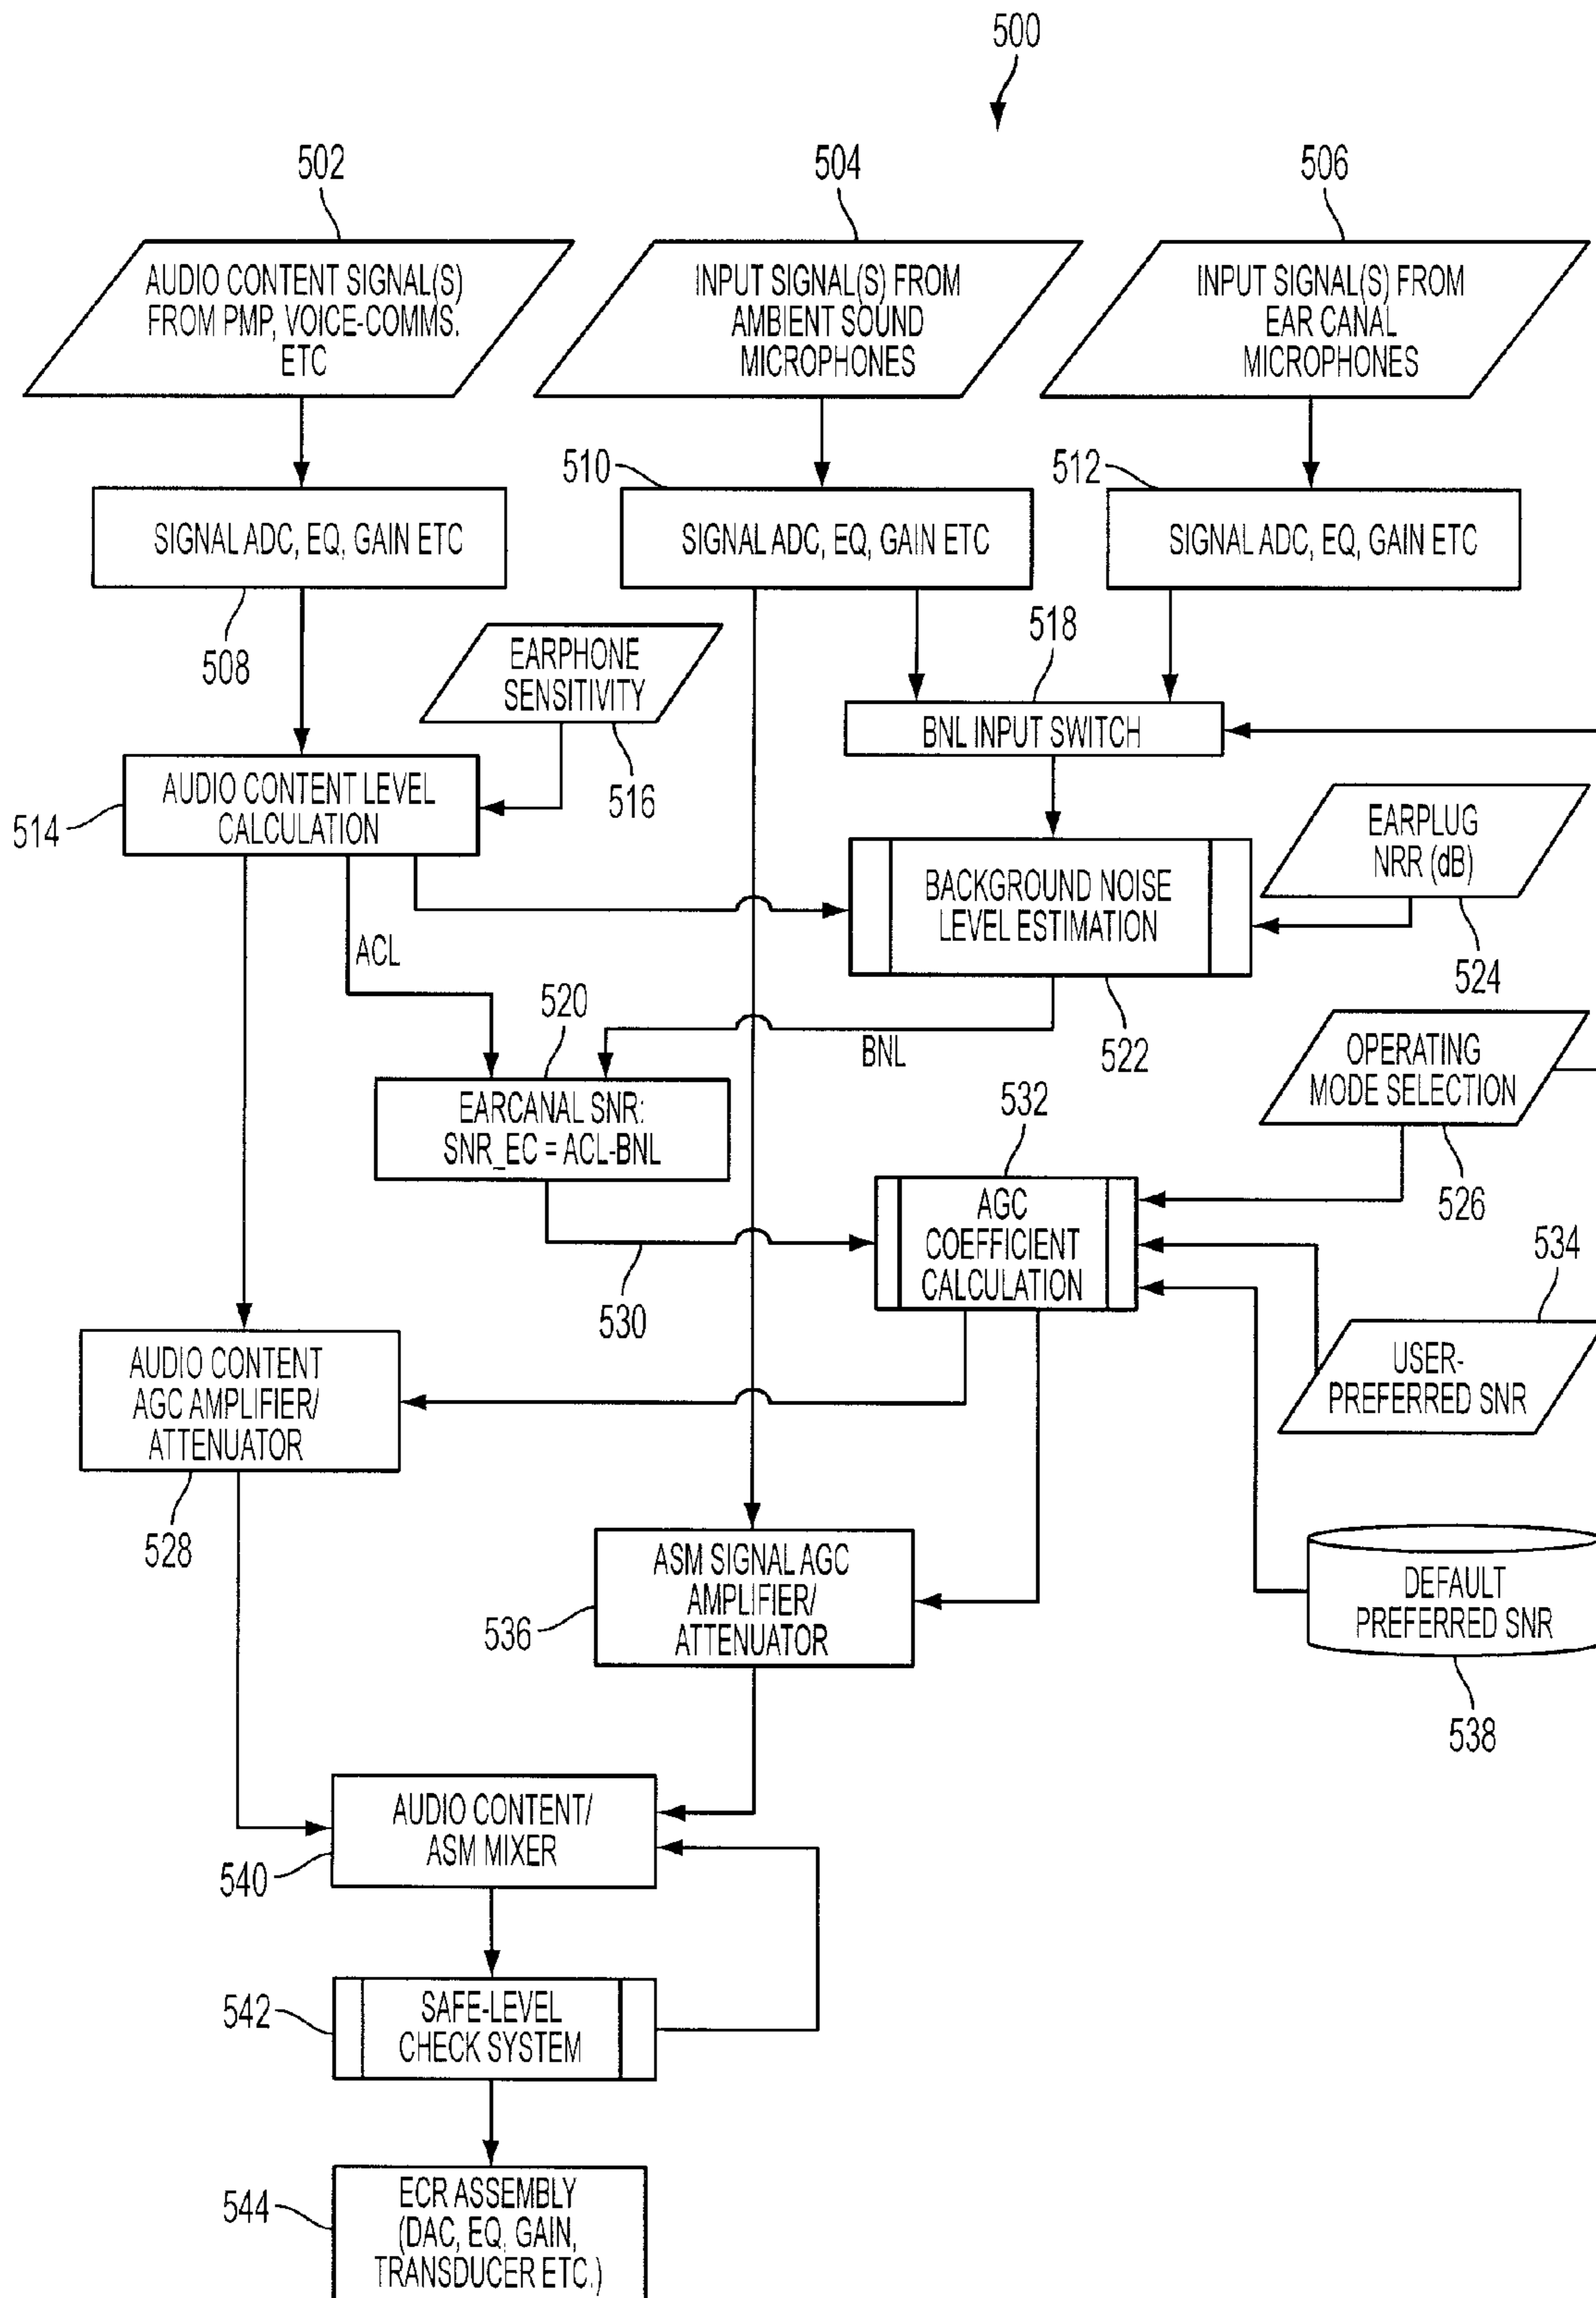 500
502
504
506
AUDIO CONTENT SIGNAL(S)
FROM PMP, VOICE-COMMS.
ETC
INPUT SIGNAL(S) FROM
AMBIENT SOUND
MICROPHONES
INPUT SIGNAL(S) FROM
EAR CANAL
MICROPHONES
510
512
SIGNAL ADC, EQ, GAIN ETC
SIGNAL ADC, EQ, GAIN ETC
SIGNAL ADC, EQ, GAIN ETC
508
518
EARPHONE
SENSITIVITY
516
BNL INPUT SWITCH
514
AUDIO CONTENT LEVEL
CALCULATION
EARPLUG
NRR (dB)
524
BACKGROUND NOISE
LEVEL ESTIMATION
522
ACL
BNL
520
EARCANAL SNR:
SNR_EC = ACL-BNL
OPERATING
MODE SELECTION
526
532
AGC
COEFFICIENT
CALCULATION
530
534
USER-
PREFERRED SNR
AUDIO CONTENT
AGC AMPLIFIER/
ATTENUATOR
528
ASM SIGNAL AGC
AMPLIFIER/
ATTENUATOR
536
DEFAULT
PREFERRED SNR
538
AUDIO CONTENT/
ASM MIXER
540
542
SAFE-LEVEL
CHECK SYSTEM
544
ECR ASSEMBLY
(DAC, EQ, GAIN,
TRANSDUCER ETC.)